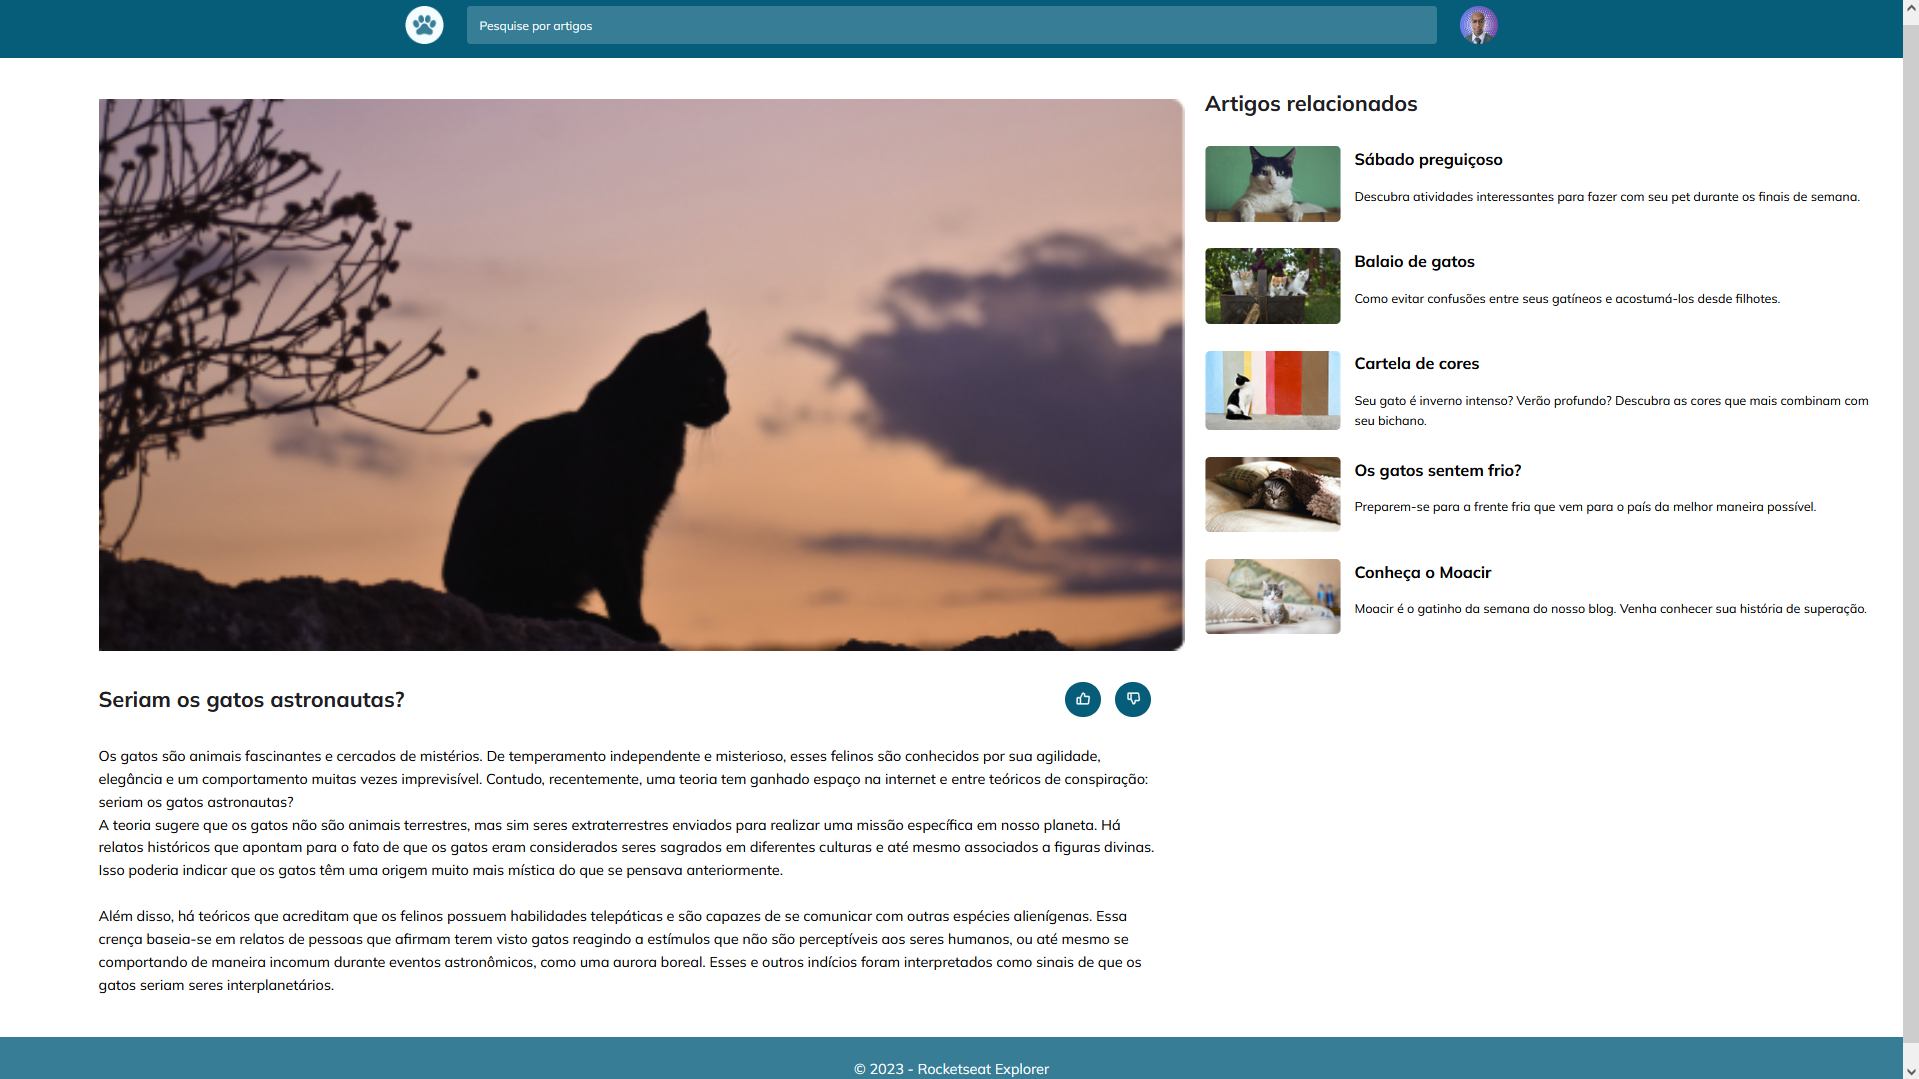 Pesquise por artigos
Seriam os gatos astronautas?
Os gatos são animais fascinantes e cercados de mistérios. De temperamento independente e misterioso, esses felinos são conhecidos por sua agilidade,
elegância e um comportamento muitas vezes imprevisível. Contudo, recentemente, uma teoria tem ganhado espaço na internet e entre teóricos de conspiração:
seriam os gatos astronautas?
A teoria sugere que os gatos não são animais terrestres, mas sim seres extraterrestres enviados para realizar uma missão específica em nosso planeta. Há
relatos históricos que apontam para o fato de que os gatos eram considerados seres sagrados em diferentes culturas e até mesmo associados a figuras divinas.
Isso poderia indicar que os gatos têm uma origem muito mais mística do que se pensava anteriormente.
Além disso, há teóricos que acreditam que os felinos possuem habilidades telepáticas e são capazes de se comunicar com outras espécies alienígenas. Essa
crença baseia-se em relatos de pessoas que afirmam terem visto gatos reagindo a estímulos que não são perceptíveis aos seres humanos, ou até mesmo se
comportando de maneira incomum durante eventos astronômicos, como uma aurora boreal. Esses e outros indícios foram interpretados como sinais de que os
gatos seriam seres interplanetários.
Artigos relacionados
Sábado preguiçoso
Descubra atividades interessantes para fazer com seu pet durante os finais de semana.
Balaio de gatos
Como evitar confusões entre seus gatíneos e acostumá-los desde filhotes.
Cartela de cores
Seu gato é inverno intenso? Verão profundo? Descubra as cores que mais combinam com
seu bichano.
Os gatos sentem frio?
Preparem-se para a frente fria que vem para o país da melhor maneira possível.
Conheça o Moacir
Moacir é o gatinho da semana do nosso blog. Venha conhecer sua história de superação.
© 2023 - Rocketseat Explorer